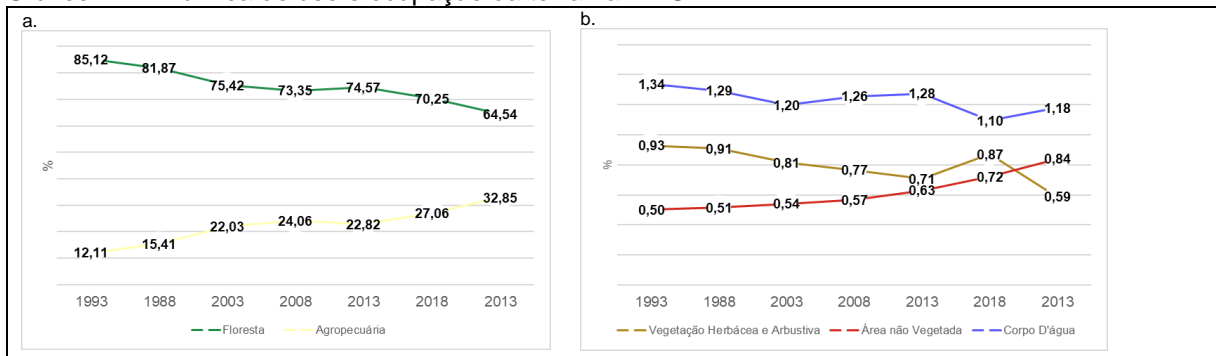 a.
85,12 81,87 75,42 73,35 74,57 70,25 64,54
12,11 15,41 22,03 24,06 22,82 27,06 32,85
%
1993 1988 2003 2008 2013 2018 2013
Floresta Agropecuária
b.
1,34 1,29 1,20 1,26 1,28 1,10 1,18
0,93 0,91 0,81 0,77 0,71 0,87 0,59
0,50 0,51 0,54 0,57 0,63 0,72 0,84
%
1993 1988 2003 2008 2013 2018 2013
Vegetação Herbácea e Arbustiva Área não Vegetada Corpo D'água